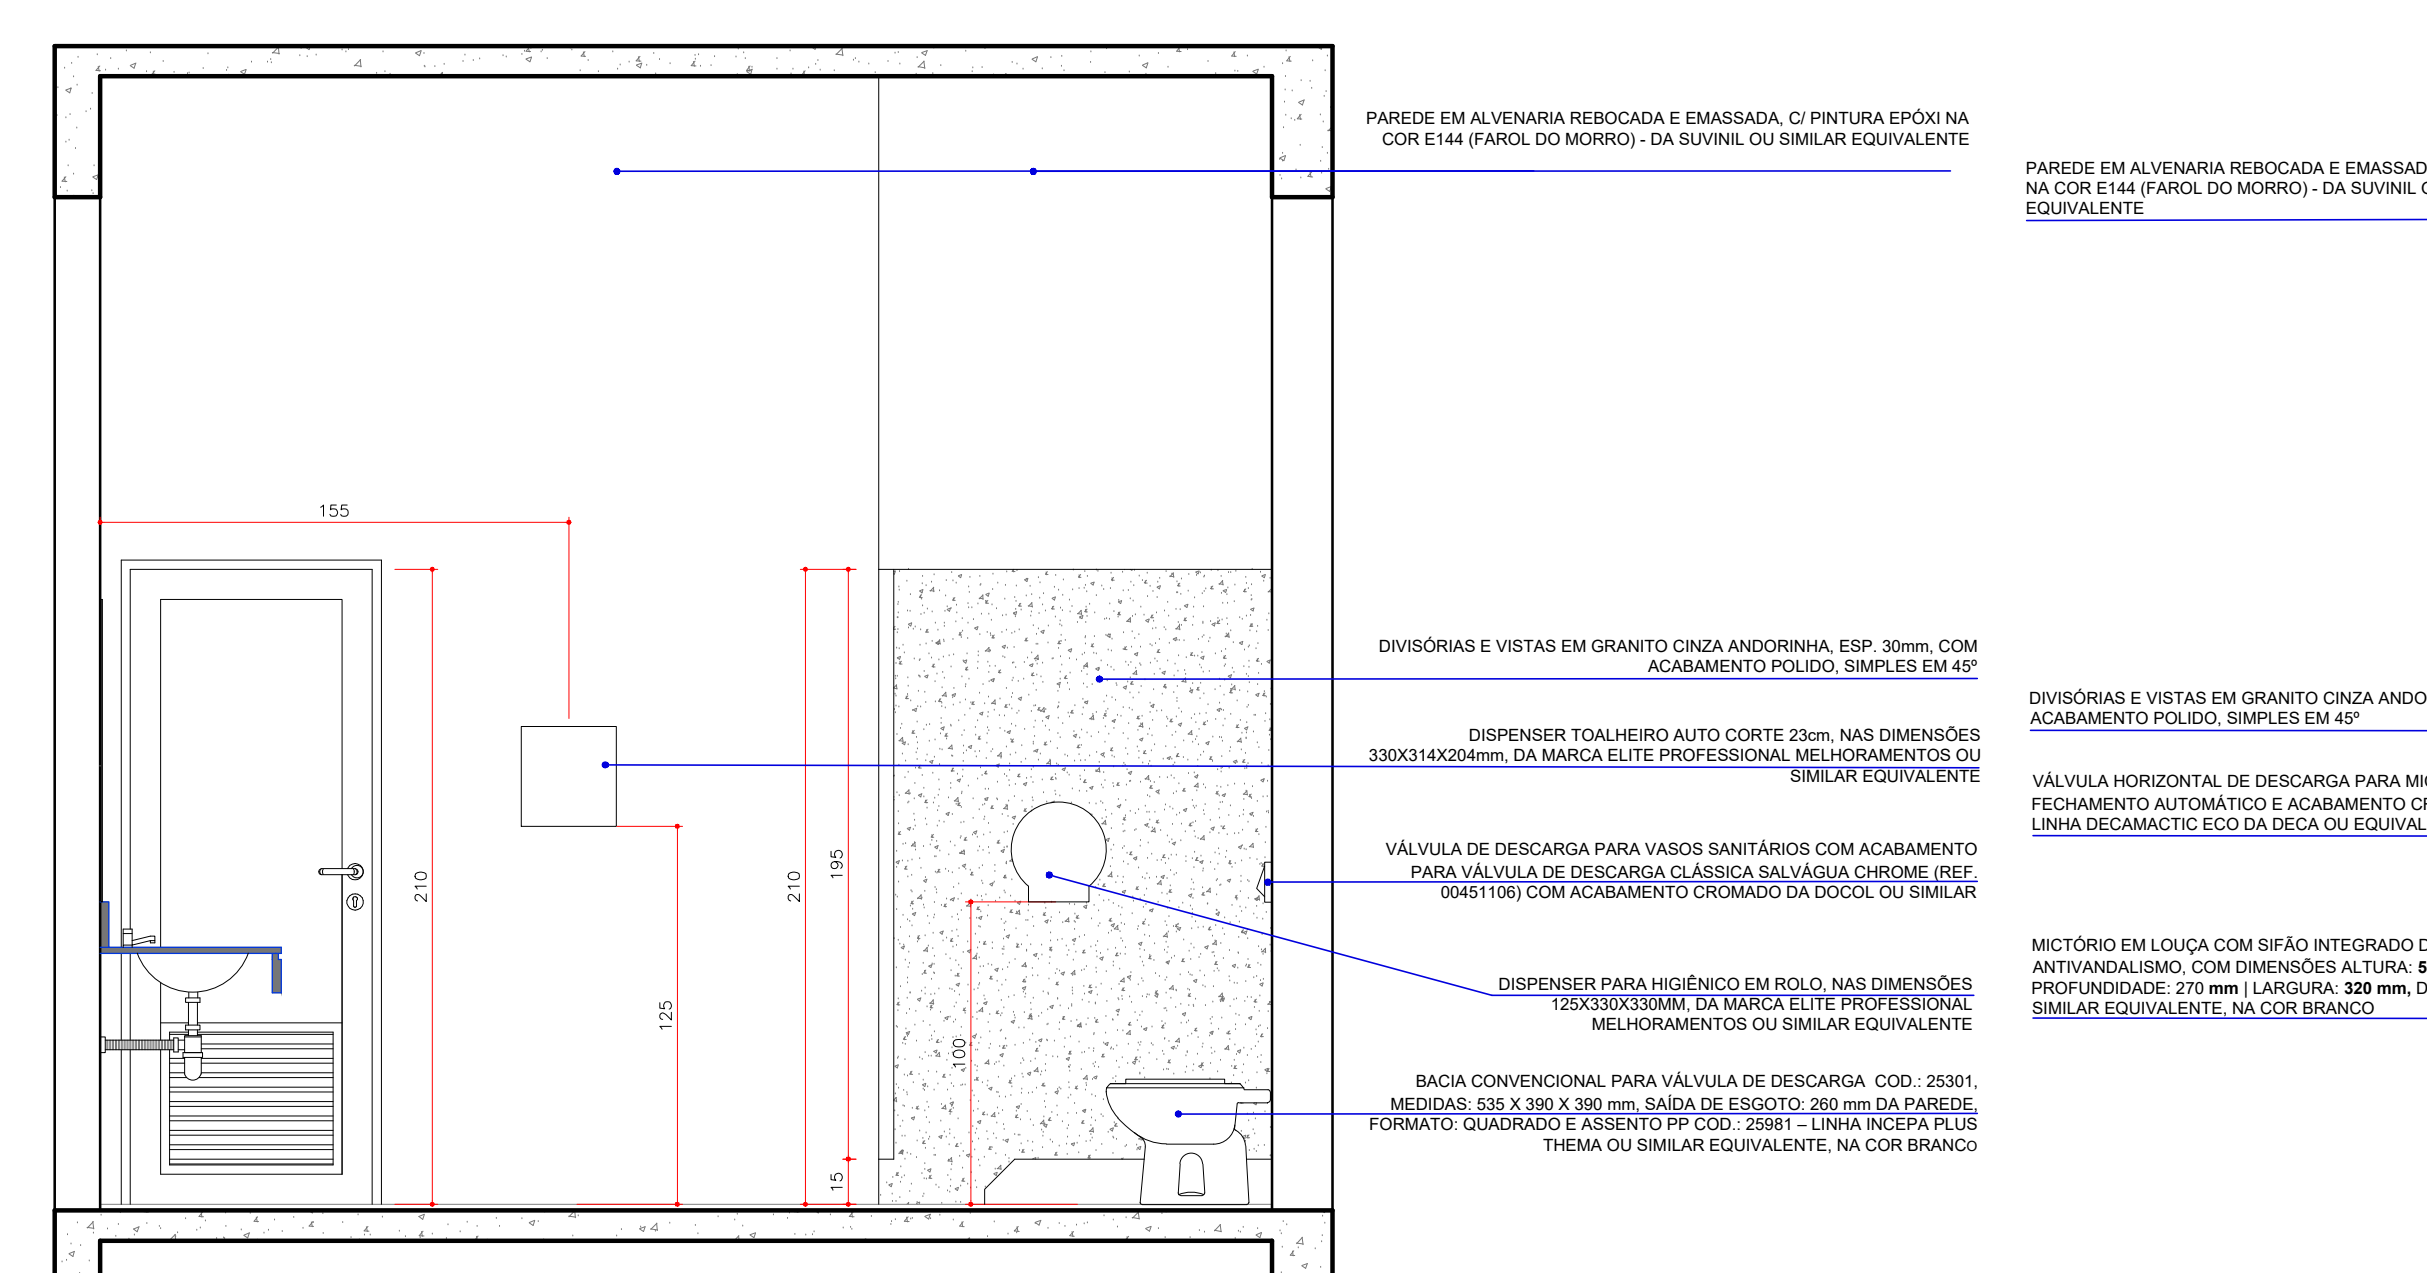 PAREDE EM ALVENARIA REBOCADA E EMASSADA, C/ PINTURA EPÓXI NA
COR E144 (FAROL DO MORRO) - DA SUVINIL OU SIMILAR EQUIVALENTE
PAREDE EM ALVENARIA REBOCADA E EMASSAD
NA COR E144 (FAROL DO MORRO) - DA SUVINIL
EQUIVALENTE
155
210
125
210
195
15
100
DIVISÓRIAS E VISTAS EM GRANITO CINZA ANDORINHA, ESP. 30mm, COM
ACABAMENTO POLIDO, SIMPLES EM 45º
DISPENSER TOALHEIRO AUTO CORTE 23cm, NAS DIMENSÕES
330X314X204mm, DA MARCA ELITE PROFESSIONAL MELHORAMENTOS OU
SIMILAR EQUIVALENTE
VÁLVULA DE DESCARGA PARA VASOS SANITÁRIOS COM ACABAMENTO
PARA VÁLVULA DE DESCARGA CLÁSSICA SALVÁGUA CHROME (REF.
00451106) COM ACABAMENTO CROMADO DA DOCOL OU SIMILAR
DISPENSER PARA HIGIÊNICO EM ROLO, NAS DIMENSÕES
125X330X330MM, DA MARCA ELITE PROFESSIONAL
MELHORAMENTOS OU SIMILAR EQUIVALENTE
BACIA CONVENCIONAL PARA VÁLVULA DE DESCARGA COD.: 25301,
MEDIDAS: 535 X 390 X 390 mm, SAÍDA DE ESGOTO: 260 mm DA PAREDE,
FORMATO: QUADRADO E ASSENTO PP COD.: 25981 – LINHA INCEPA PLUS
THEMA OU SIMILAR EQUIVALENTE, NA COR BRANCO
DIVISÓRIAS E VISTAS EM GRANITO CINZA ANDO
ACABAMENTO POLIDO, SIMPLES EM 45º
VÁLVULA HORIZONTAL DE DESCARGA PARA MI
FECHAMENTO AUTOMÁTICO E ACABAMENTO C
LINHA DECAMACTIC ECO DA DECA OU EQUIVAL
MICTÓRIO EM LOUÇA COM SIFÃO INTEGRADO
ANTIVANDALISMO, COM DIMENSÕES ALTURA: 5
PROFUNDIDADE: 270 mm | LARGURA: 320 mm,
SIMILAR EQUIVALENTE, NA COR BRANCO